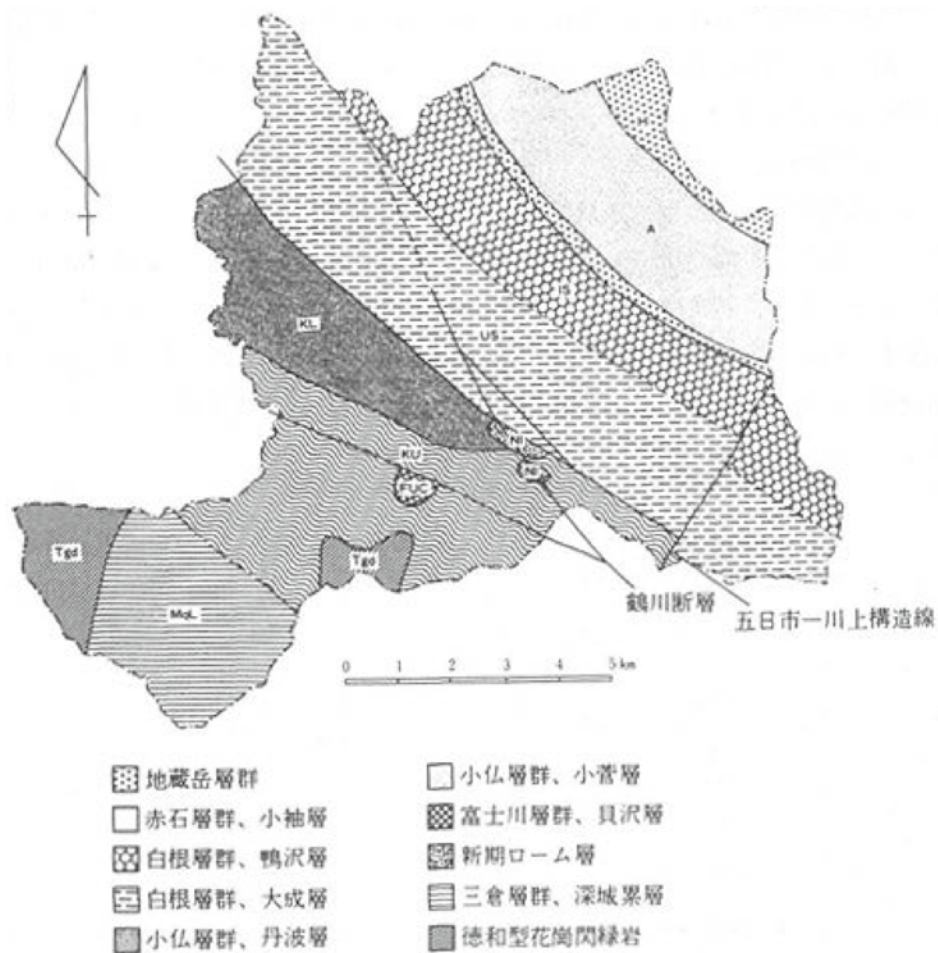 H
A
IS
US
KL
NI
KU
NI
FUC
Tgd
Tgd
MqL
鶴川断層
五日市一川上構造線
0 1 2 3 4 5 km
地蔵岳層群
赤石層群、小袖層
白根層群、鴨沢層
白根層群、大成層
小仏層群、丹波層
小仏層群、小菅層
富士川層群、貝沢層
新期ローム層
三倉層群、深城累層
徳和型花崗閃緑岩